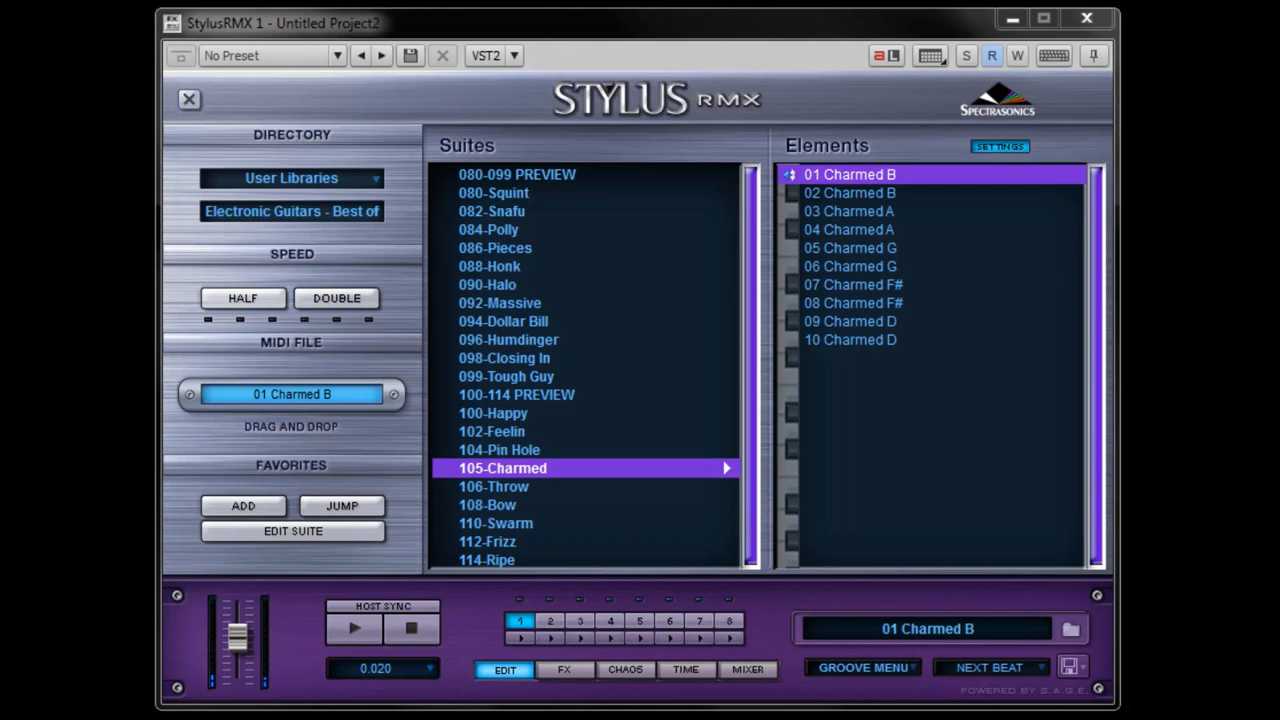 StylusRMX 1 - Untitled Project2
No Preset
VST2
S
R
W
STYLUS RMX
SPECTRASONICS
DIRECTORY
User Libraries
Electronic Guitars - Best of
SPEED
HALF
DOUBLE
MIDI FILE
01 Charmed B
DRAG AND DROP
FAVORITES
ADD
JUMP
EDIT SUITE
Suites
080-099 PREVIEW
080-Squint
082-Snafu
084-Polly
086-Pieces
088-Honk
090-Halo
092-Massive
094-Dollar Bill
096-Humdinger
098-Closing In
099-Tough Guy
100-114 PREVIEW
100-Happy
102-Feelin
104-Pin Hole
105-Charmed
106-Throw
108-Bow
110-Swarm
112-Frizz
114-Ripe
Elements
SETTINGS
01 Charmed B
02 Charmed B
03 Charmed A
04 Charmed A
05 Charmed G
06 Charmed G
07 Charmed F#
08 Charmed F#
09 Charmed D
10 Charmed D
HOST SYNC
0.020
1 2 3 4 5 6 7 8
EDIT
FX
CHAOS
TIME
MIXER
01 Charmed B
GROOVE MENU
NEXT BEAT
POWERED BY S.A.G.E.